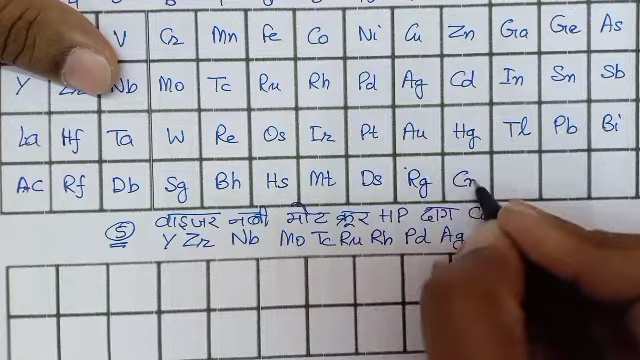 V Cr Mn Fe Co Ni Cu Zn Ga Ge As
Y Zr Nb Mo Tc Ru Rh Pd Ag Cd In Sn Sb
La Hf Ta W Re Os Ir Pt Au Hg Tl Pb Bi
AC Rf Db Sg Bh Hs Mt Ds Rg Cn
⑤ वाइजर नबी मौट क्रूर HP दाग
Y Zr Nb Mo Tc Ru Rh Pd Ag